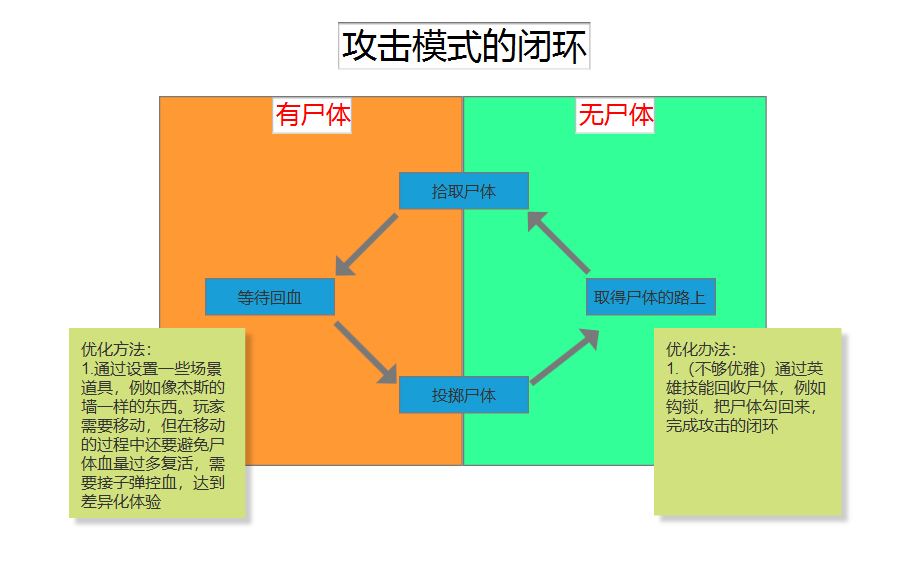 攻击模式的闭环
有尸体
无尸体
拾取尸体
等待回血
取得尸体的路上
投掷尸体
优化方法：
1.通过设置一些场景
道具，例如像杰斯的
墙一样的东西。玩家
需要移动，但在移动
的过程中还要避免尸
体血量过多复活，需
要接子弹控血，达到
差异化体验
优化办法：
1.（不够优雅）通过英
雄技能回收尸体，例如
钩锁，把尸体勾回来，
完成攻击的闭环